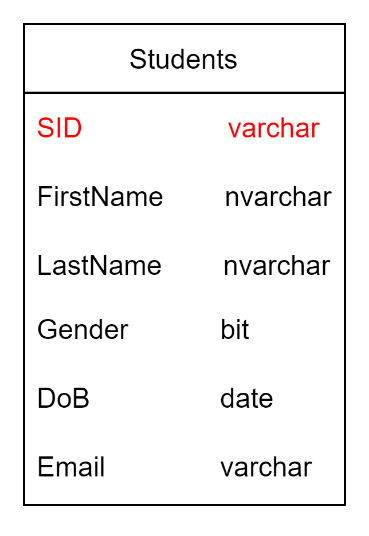 Students
SID varchar
FirstName nvarchar
LastName nvarchar
Gender bit
DoB date
Email varchar